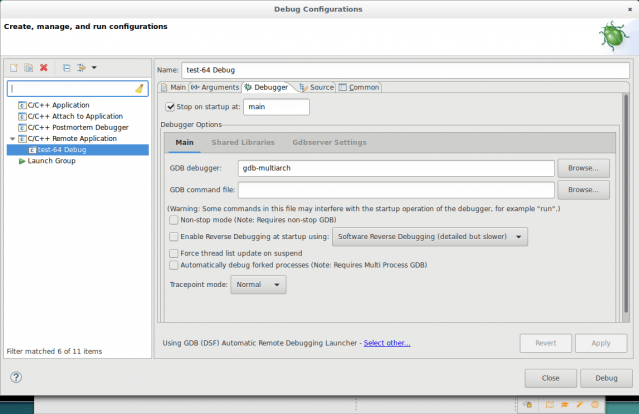 Debug Configurations
Create, manage, and run configurations
Name: test-64 Debug
Main Arguments Debugger Source Common
C/C++ Application
C/C++ Attach to Application
C/C++ Postmortem Debugger
C/C++ Remote Application
test-64 Debug
Launch Group
Filter matched 6 of 11 items
Stop on startup at: main
Debugger Options
Main Shared Libraries Gdbserver Settings
GDB debugger: gdb-multiarch Browse...
GDB command file: Browse...
(Warning: Some commands in this file may interfere with the startup operation of the debugger, for example "run".)
Non-stop mode (Note: Requires non-stop GDB)
Enable Reverse Debugging at startup using: Software Reverse Debugging (detailed but slower)
Force thread list update on suspend
Automatically debug forked processes (Note: Requires Multi Process GDB)
Tracepoint mode: Normal
Using GDB (DSF) Automatic Remote Debugging Launcher - Select other...
Revert Apply
Close Debug